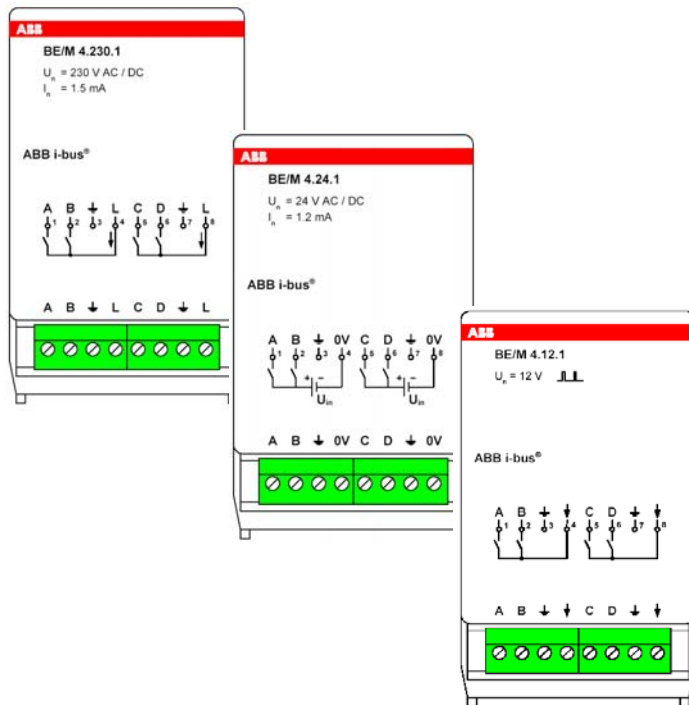 ABB
BE/M 4.230.1
Un = 230 V AC / DC
In = 1.5 mA
ABB i-bus®
A B L C D L
1 2 3 4 5 6 7 8
A B L C D L
ABB
BE/M 4.24.1
Un = 24 V AC / DC
In = 1.2 mA
ABB i-bus®
A B 0V C D 0V
1 2 3 4 5 6 7 8
+ − + −
Uin Uin
A B 0V C D 0V
ABB
BE/M 4.12.1
Un = 12 V
ABB i-bus®
A B C D
1 2 3 4 5 6 7 8
A B C D